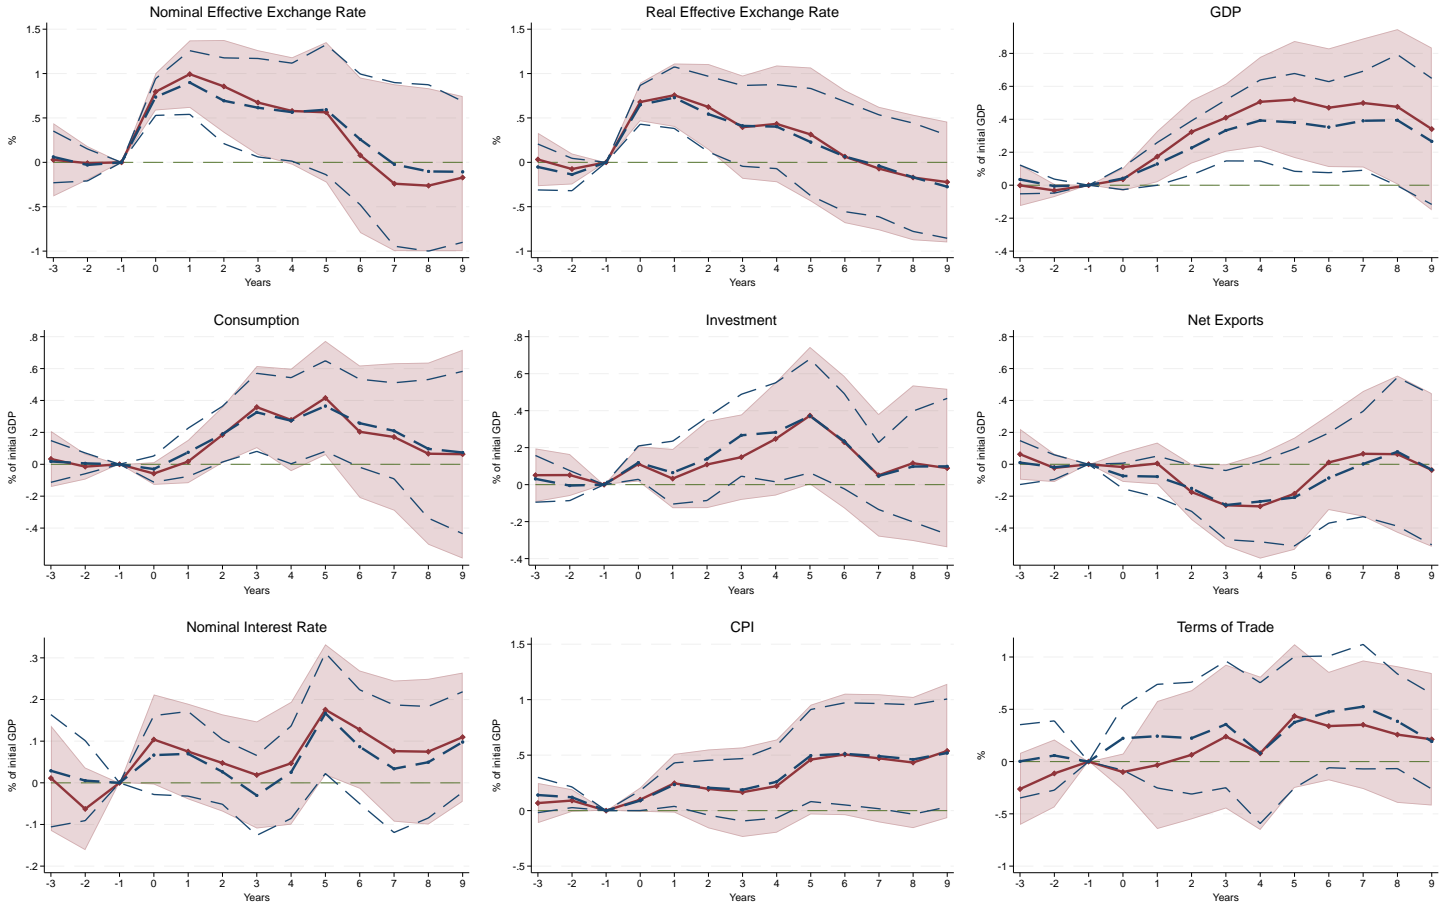 Nominal Effective Exchange Rate
1.5
1
.5
0
-.5
-1
%
-3 -2 -1 0 1 2 3 4 5 6 7 8 9
Years
Real Effective Exchange Rate
1.5
1
.5
0
-.5
-1
%
-3 -2 -1 0 1 2 3 4 5 6 7 8 9
Years
GDP
.8
.6
.4
.2
0
-.2
-.4
% of initial GDP
-3 -2 -1 0 1 2 3 4 5 6 7 8 9
Years
Consumption
.8
.6
.4
.2
0
-.2
-.4
% of initial GDP
-3 -2 -1 0 1 2 3 4 5 6 7 8 9
Years
Investment
.8
.6
.4
.2
0
-.2
-.4
% of initial GDP
-3 -2 -1 0 1 2 3 4 5 6 7 8 9
Years
Net Exports
.8
.6
.4
.2
0
-.2
-.4
% of initial GDP
-3 -2 -1 0 1 2 3 4 5 6 7 8 9
Years
Nominal Interest Rate
.3
.2
.1
0
-.1
-.2
% of initial GDP
-3 -2 -1 0 1 2 3 4 5 6 7 8 9
Years
CPI
1.5
1
.5
0
-.5
% of initial GDP
-3 -2 -1 0 1 2 3 4 5 6 7 8 9
Years
Terms of Trade
1
.5
0
-.5
-1
%
-3 -2 -1 0 1 2 3 4 5 6 7 8 9
Years